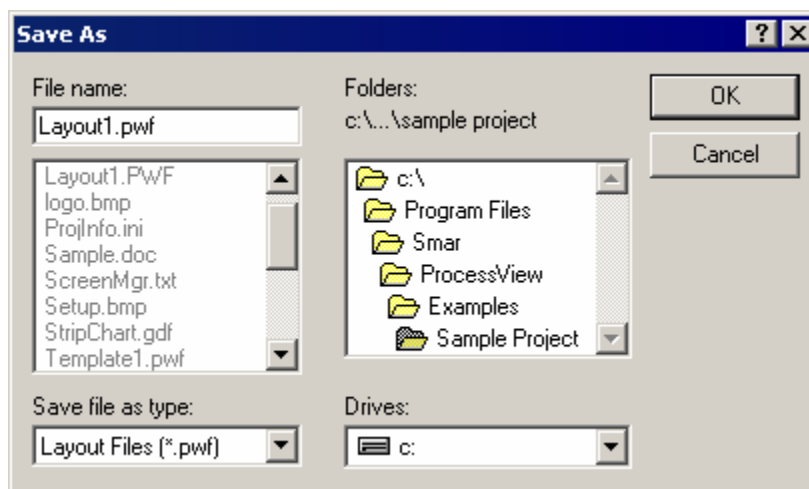 Save As
File name:
Layout1.pwf
Layout1.PWF
logo.bmp
ProjInfo.ini
Sample.doc
ScreenMgr.txt
Setup.bmp
StripChart.gdf
Template1.pwf
Save file as type:
Layout Files (*.pwf)
Folders:
c:\...\sample project
c:\
Program Files
Smar
ProcessView
Examples
Sample Project
Drives:
c:
OK
Cancel